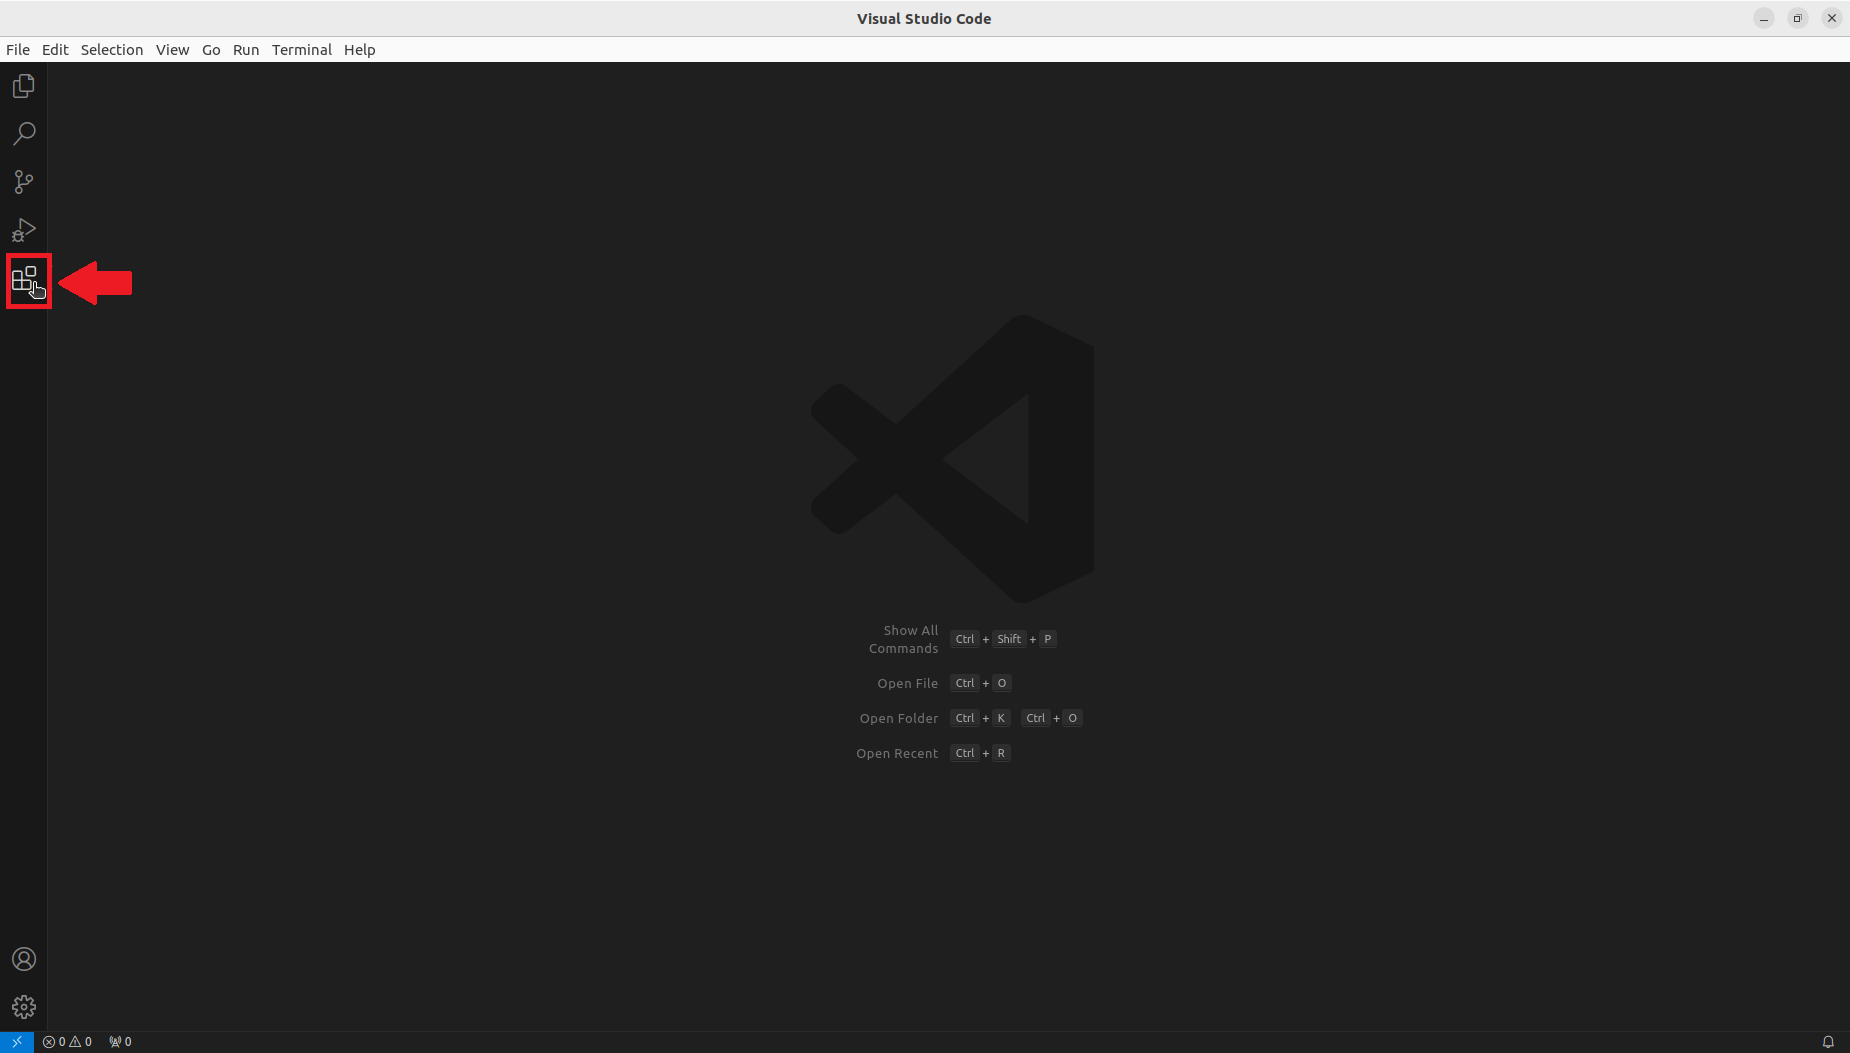 Visual Studio Code
File Edit Selection View Go Run Terminal Help
Show All
Commands
Ctrl + Shift + P
Open File Ctrl + O
Open Folder Ctrl + K Ctrl + O
Open Recent Ctrl + R
0 0 0